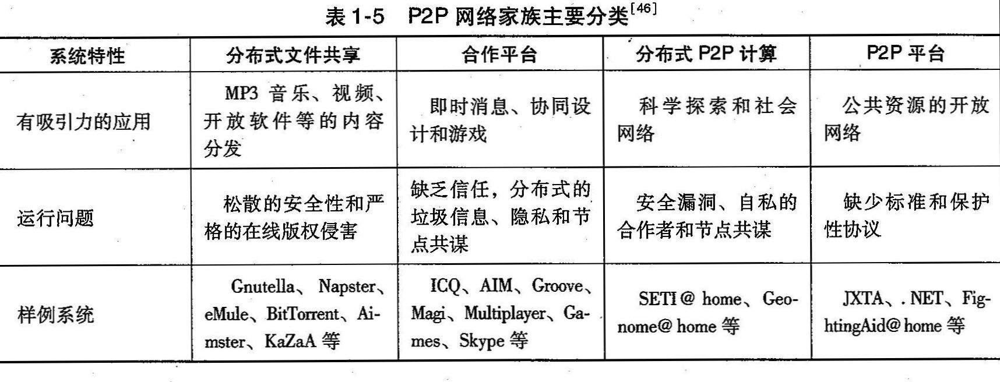 表 1-5 P2P 网络家族主要分类[46]
系统特性
分布式文件共享
合作平台
分布式 P2P 计算
P2P 平台
有吸引力的应用
MP3 音乐、视频、
开放软件等的内容
分发
即时消息、协同设
计和游戏
科学探索和社会
网络
公共资源的开放
网络
运行问题
松散的安全性和严
格的在线版权侵害
缺乏信任，分布式的
垃圾信息、隐私和节
点共谋
安全漏洞、自私的
合作者和节点共谋
缺少标准和保护
性协议
样例系统
Gnutella、Napster、
eMule、BitTorrent、Ai-
mster、KaZaA 等
ICQ、AIM、Groove、
Magi、Multiplayer、Ga-
mes、Skype 等
SETI@ home、Geo-
nome@ home 等
JXTA、. NET、Fig-
htingAid@ home 等